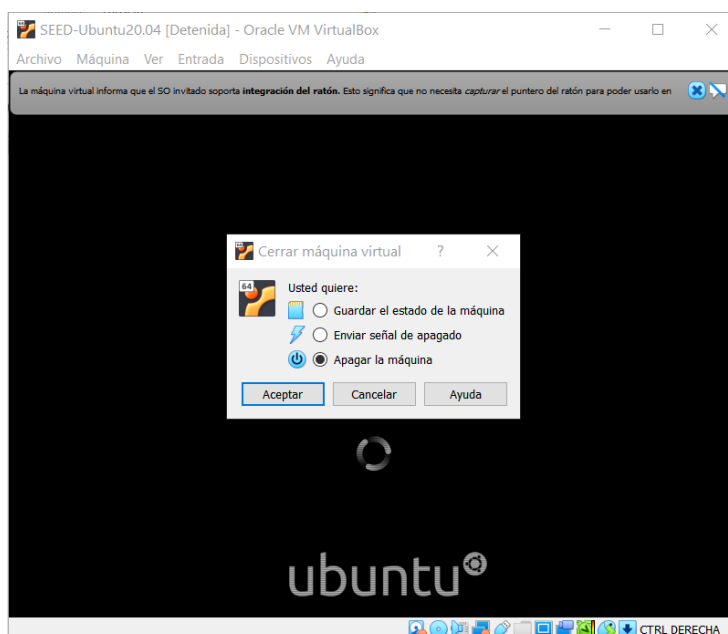 SEED-Ubuntu20.04 [Detenida] - Oracle VM VirtualBox
Archivo Máquina Ver Entrada Dispositivos Ayuda
La máquina virtual informa que el SO invitado soporta integración del ratón. Esto significa que no necesita capturar el puntero del ratón para poder usarlo en
Cerrar máquina virtual ?
64
Usted quiere:
Guardar el estado de la máquina
Enviar señal de apagado
Apagar la máquina
Aceptar Cancelar Ayuda
ubuntu
CTRL DERECHA